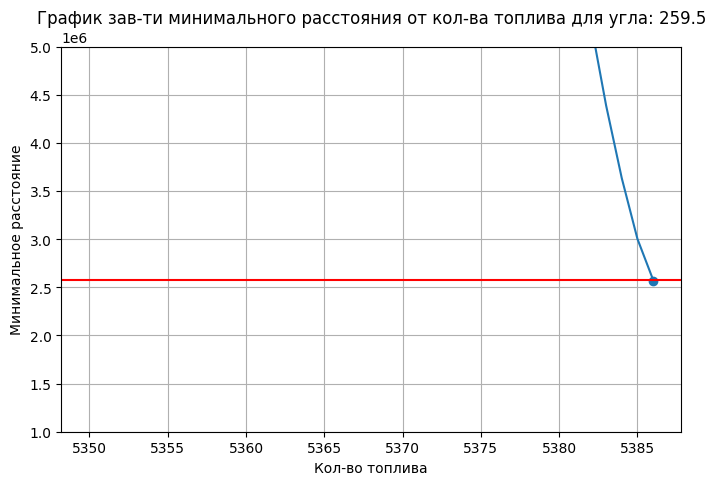 График зав-ти минимального расстояния от кол-ва топлива для угла: 259.5
1e6
5.0
4.5
4.0
3.5
3.0
2.5
2.0
1.5
1.0
Минимальное расстояние
5350 5355 5360 5365 5370 5375 5380 5385
Кол-во топлива